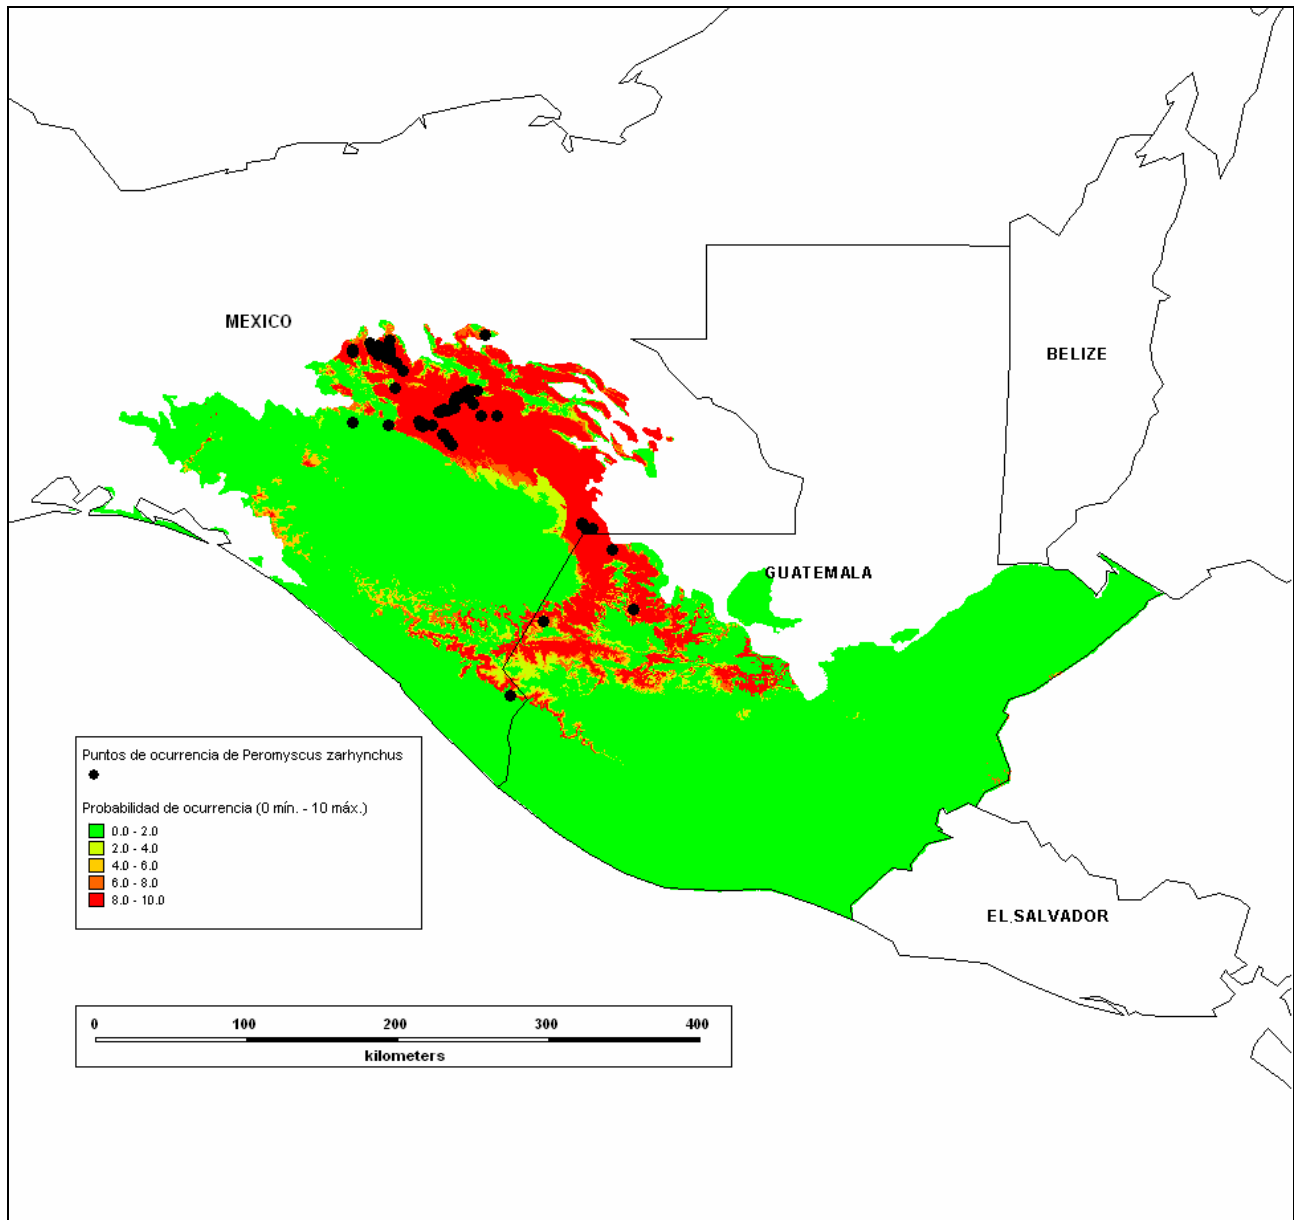 MEXICO
BELIZE
GUATEMALA
Puntos de ocurrencia de Peromyscus zarhynchus
Probabilidad de ocurrencia (0 mín. - 10 máx.)
0.0 - 2.0
2.0 - 4.0
4.0 - 6.0
6.0 - 8.0
8.0 - 10.0
EL SALVADOR
0 100 200 300 400
kilometers